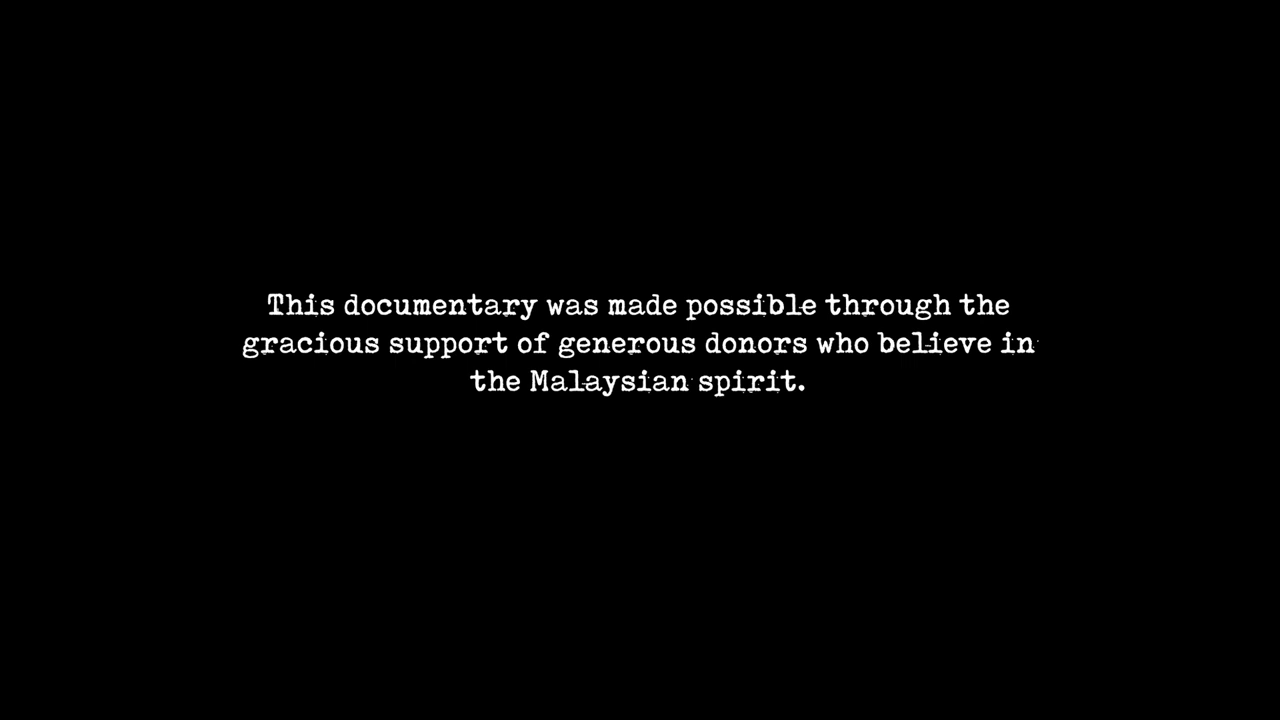 This documentary was made possible through the
gracious support of generous donors who believe in
the Malaysian spirit.